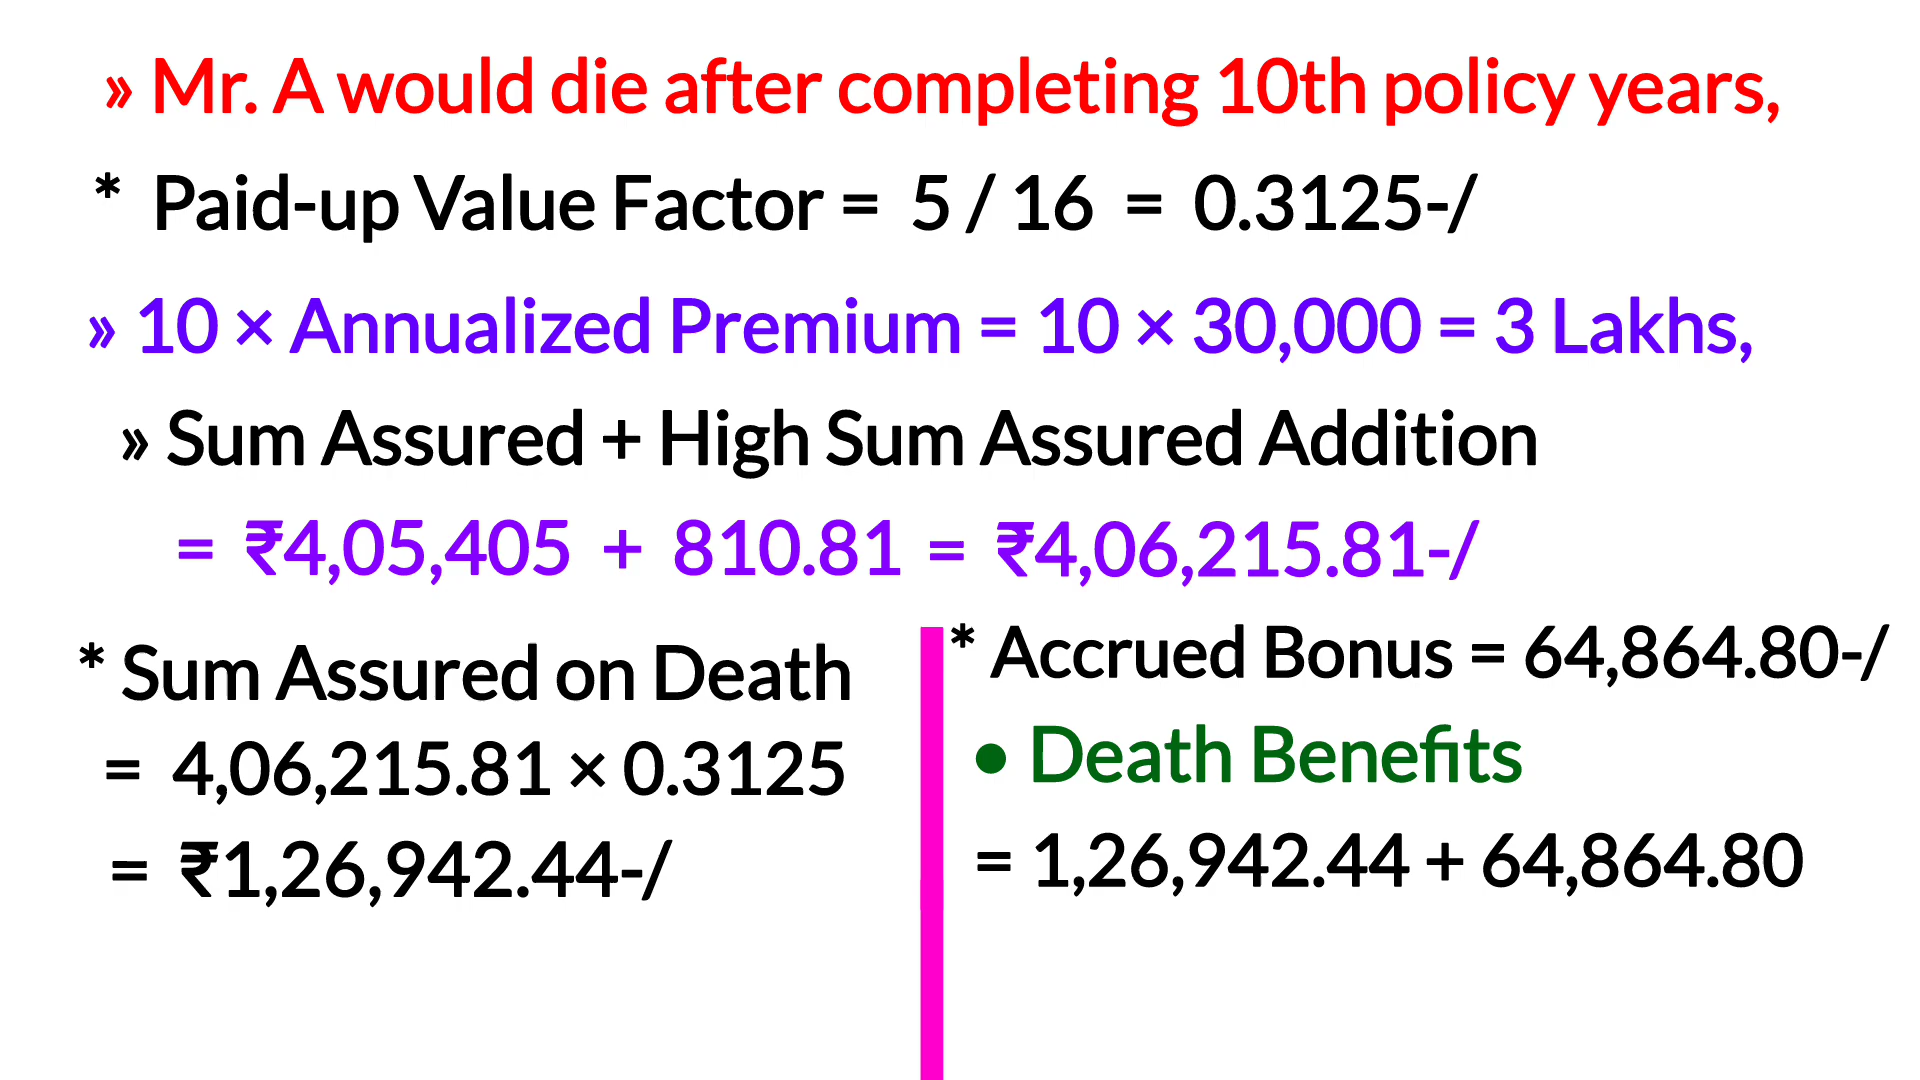 » Mr. A would die after completing 10th policy years,
* Paid-up Value Factor = 5 / 16 = 0.3125-/
» 10 × Annualized Premium = 10 × 30,000 = 3 Lakhs,
» Sum Assured + High Sum Assured Addition
= ₹4,05,405 + 810.81 = ₹4,06,215.81-/
* Sum Assured on Death
= 4,06,215.81 × 0.3125
= ₹1,26,942.44-/
* Accrued Bonus = 64,864.80-/
• Death Benefits
= 1,26,942.44 + 64,864.80